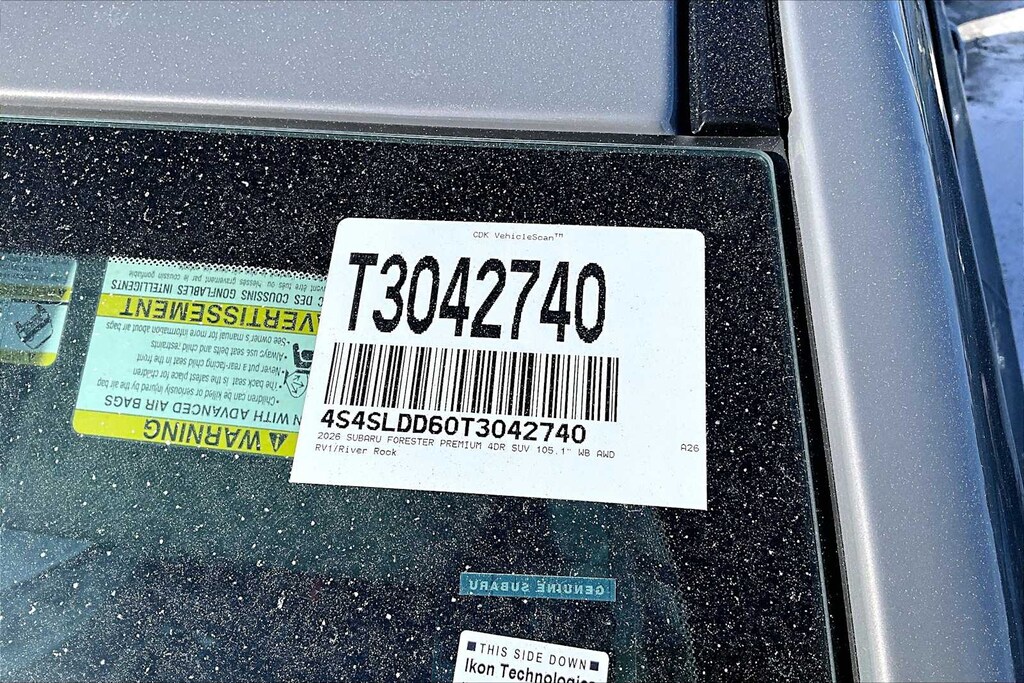 CDK VehicleScan™
T3042740
4S4SLDD60T3042740
2026 SUBARU FORESTER PREMIUM 4DR SUV 105.1" WB AWD
A26
RV1/River Rock
WARNING
N WITH ADVANCED AIR BAGS
• Children can be killed or seriously injured by the air bag
• The back seat is the safest place for children
• Never put a rear-facing child seat in the front
• Always use seat belts and child restraints
• See owner's manual for more information about air bags
AVERTISSEMENT
C DES COUSSINS GONFLABLES INTELLIGENTS
GENUINE SUBARU
THIS SIDE DOWN
Ikon Technologies